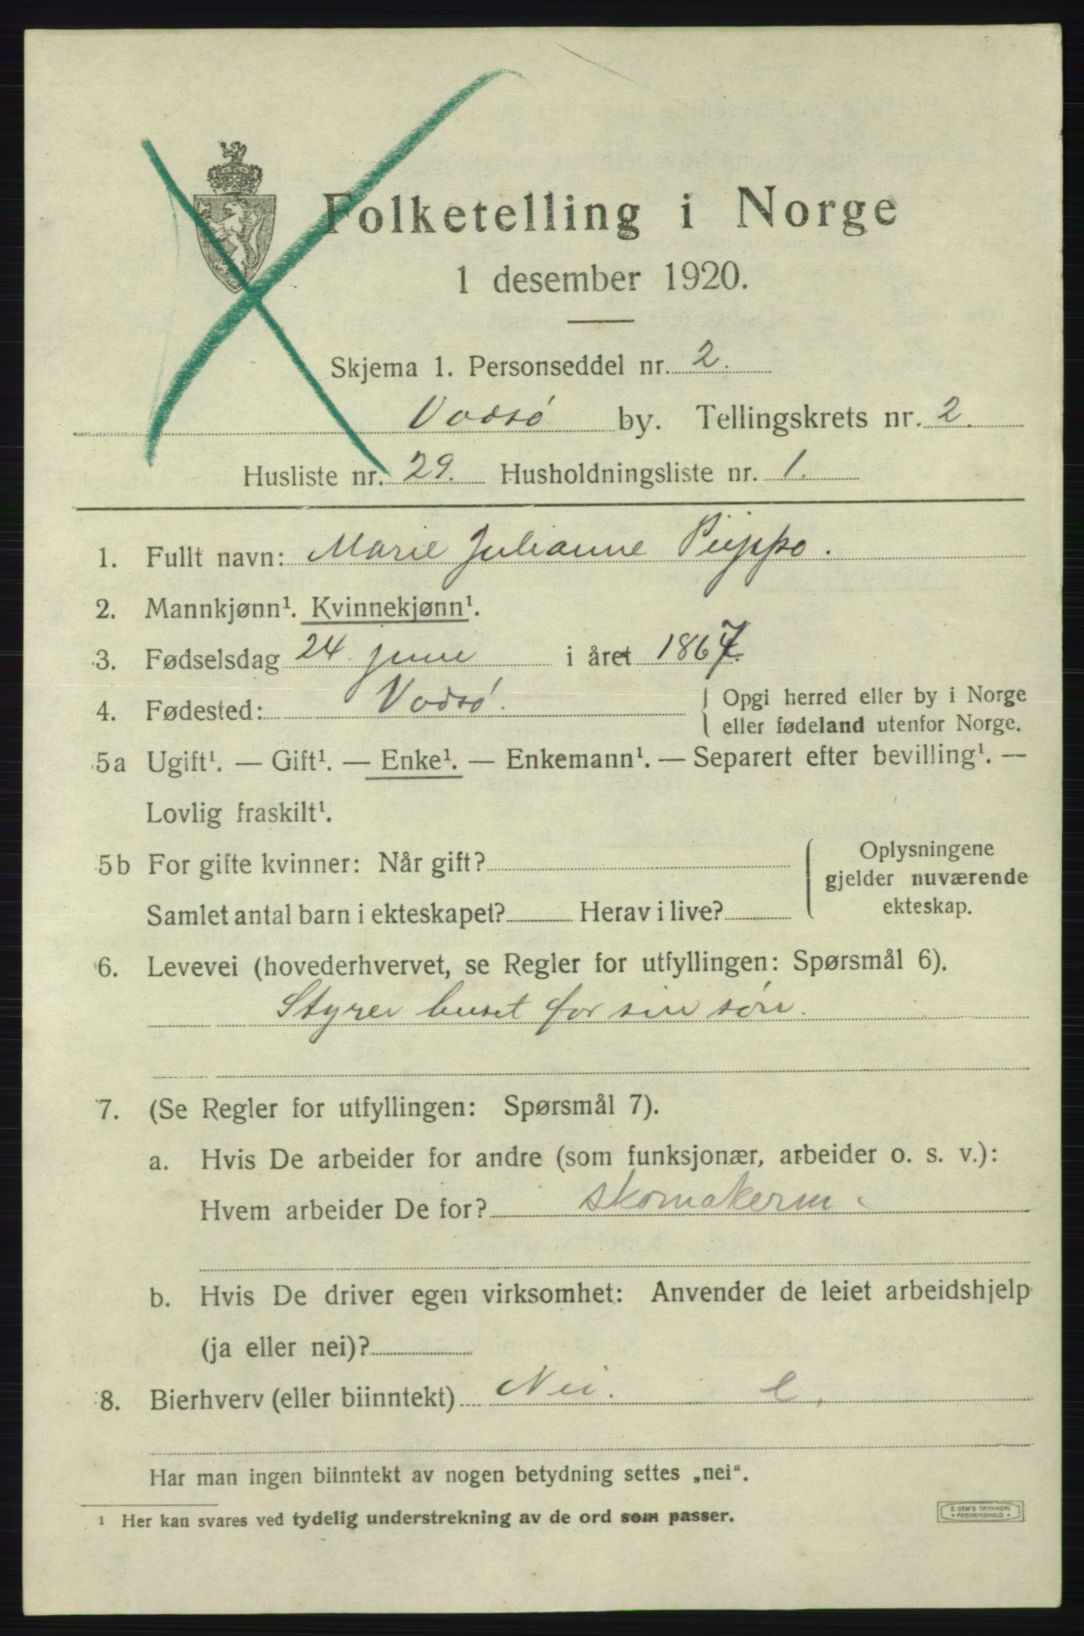 Folketelling i Norge
1 desember 1920.
Skjema 1. Personseddel nr. 2.
Vadsø by. Tellingskrets nr. 2.
Husliste nr. 29. Husholdningsliste nr. 1.
1. Fullt navn: Marie Julianne Piippo.
2. Mannkjønn¹. Kvinnekjønn¹.
3. Fødselsdag 24 juni i året 1867.
4. Fødested: Vadsø. Opgi herred eller by i Norge
eller fødeland utenfor Norge.
5a Ugift¹. — Gift¹. — Enke¹. — Enkemann¹. — Separert efter bevilling¹. —
Lovlig fraskilt¹.
5b For gifte kvinner: Når gift?
Samlet antal barn i ekteskapet? Herav i live?
Oplysningene
gjelder nuværende
ekteskap.
6. Levevei (hovederhvervet, se Regler for utfyllingen: Spørsmål 6).
Styrer huset for sin søn.
7. (Se Regler for utfyllingen: Spørsmål 7).
a. Hvis De arbeider for andre (som funksjonær, arbeider o. s. v.):
Hvem arbeider De for? skomakerm.
b. Hvis De driver egen virksomhet: Anvender de leiet arbeidshjelp
(ja eller nei)?
8. Bierhverv (eller biinntekt) Nei. e.
Har man ingen biinntekt av nogen betydning settes „nei“.
¹ Her kan svares ved tydelig understrekning av de ord som passer.